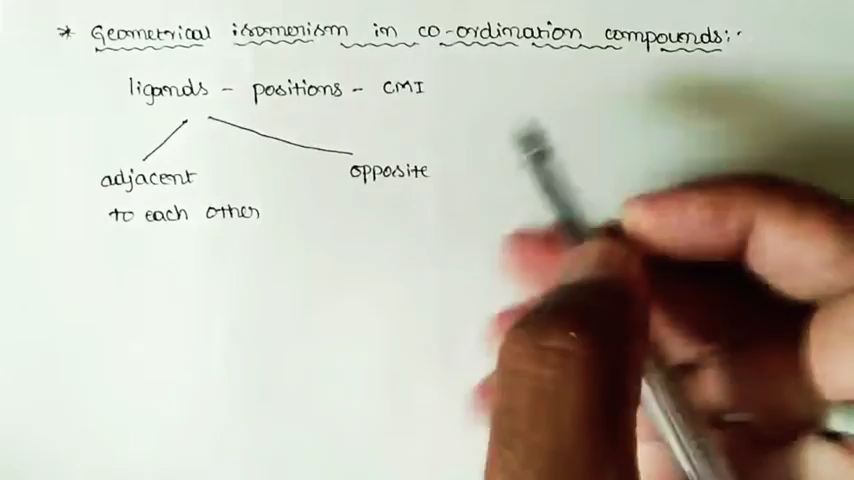 * Geometrical isomerism in co-ordination compounds:-
ligands - positions - CMI
adjacent opposite
to each other